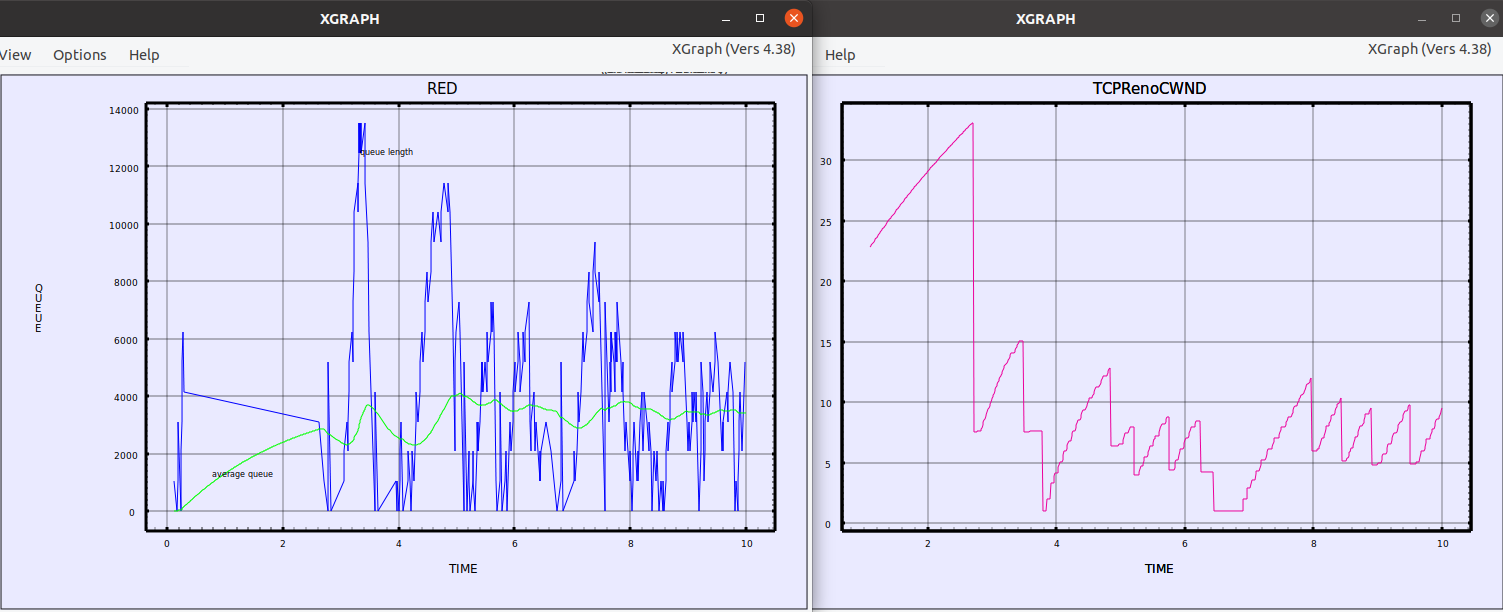 XGRAPH
View Options Help
XGraph (Vers 4.38)
RED
14000
12000
10000
8000
6000
4000
2000
0
QUEUE
queue length
average queue
0 2 4 6 8 10
TIME
XGRAPH
Help
XGraph (Vers 4.38)
TCPRenoCWND
30
25
20
15
10
5
0
2 4 6 8 10
TIME